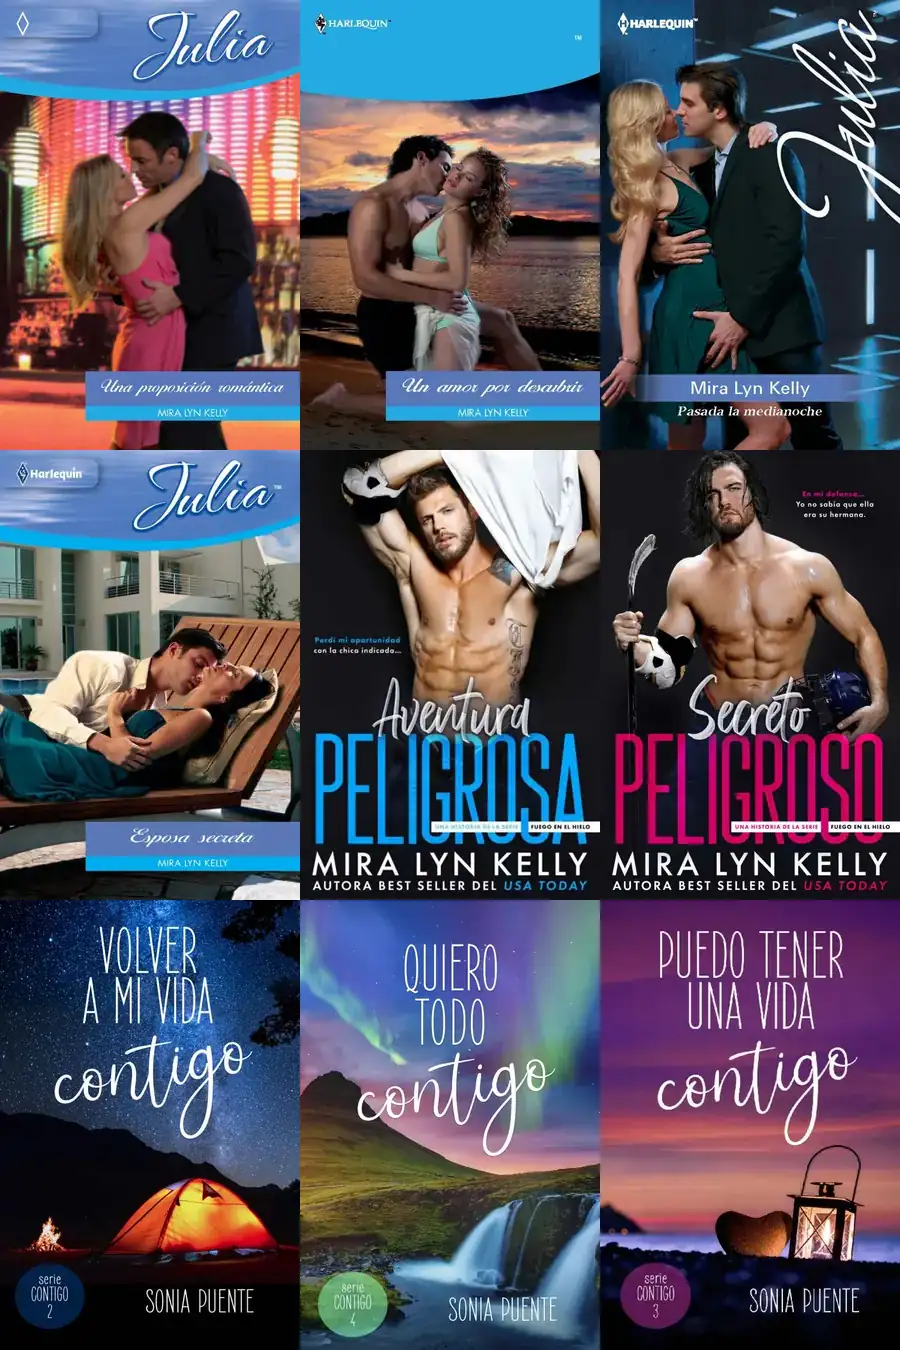 Julia
Una proposición romántica
MIRA LYN KELLY
HARLEQUIN™
TM
Un amor por descubrir
MIRA LYN KELLY
HARLEQUIN™
Julia
Mira Lyn Kelly
Pasada la medianoche
Harlequin
Julia™
Esposa secreta
MIRA LYN KELLY
Perdí mi oportunidad
con la chica indicada...
Aventura
PELIGROSA
UNA HISTORIA DE LA SERIE FUEGO EN EL HIELO
MIRA LYN KELLY
AUTORA BEST SELLER DEL USA TODAY
En mi defensa...
Yo no sabía que ella
era su hermana.
Secreto
PELIGROSO
UNA HISTORIA DE LA SERIE FUEGO EN EL HIELO
MIRA LYN KELLY
AUTORA BEST SELLER DEL USA TODAY
VOLVER
A MI VIDA
contigo
serie
CONTIGO
2
SONIA PUENTE
QUIERO
TODO
contigo
serie
CONTIGO
4
SONIA PUENTE
PUEDO TENER
UNA VIDA
contigo
serie
CONTIGO
3
SONIA PUENTE